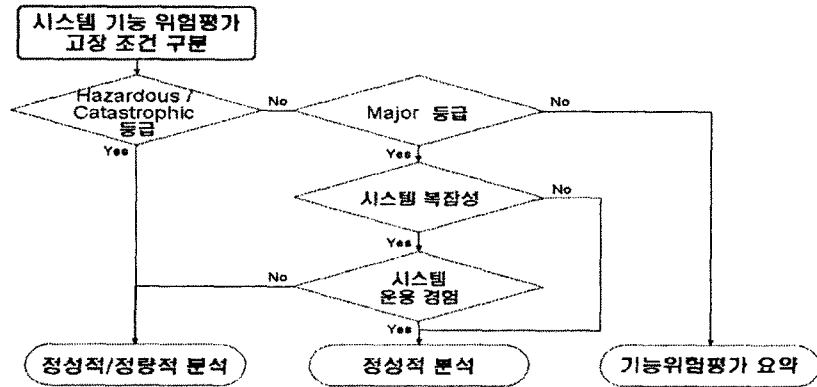 시스템 기능 위험평가
고장 조건 구분
Hazardous /
Catastrophic
등급
No
Major 등급
No
Yes
Yes
시스템 복잡성
No
Yes
No
시스템
운용 경험
Yes
정성적/정량적 분석
정성적 분석
기능위험평가 요약